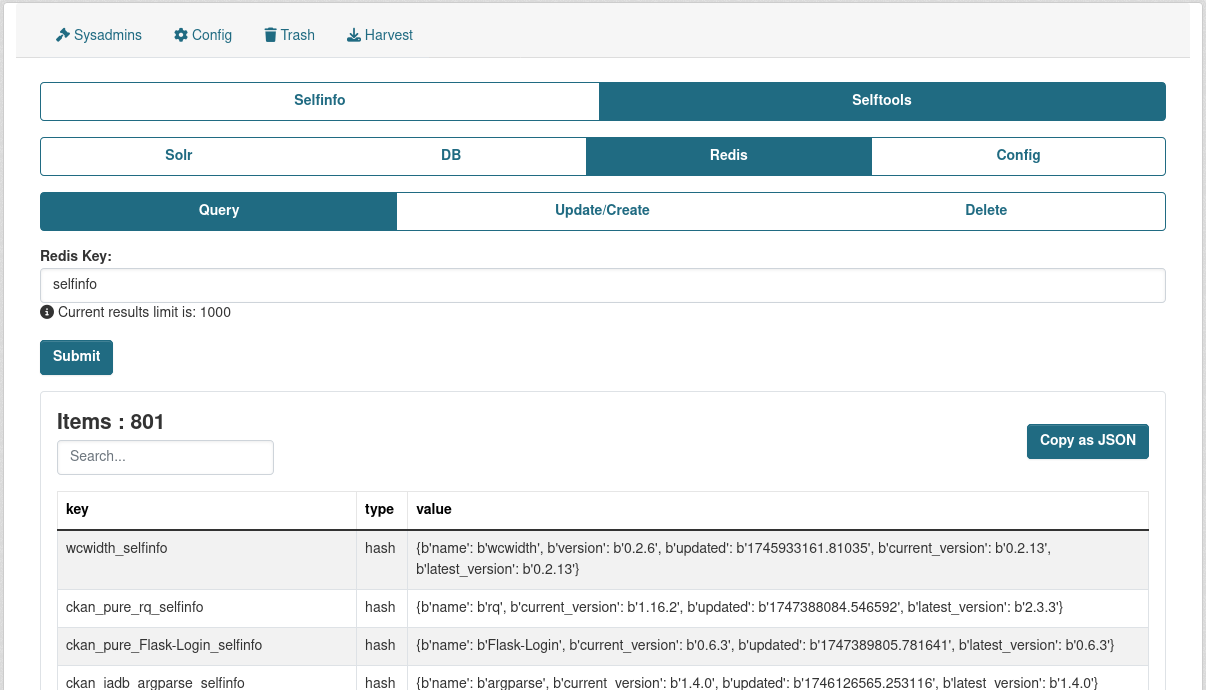 Sysadmins Config Trash Harvest
Selfinfo Selftools
Solr DB Redis Config
Query Update/Create Delete
Redis Key:
selfinfo
Current results limit is: 1000
Submit
Items : 801
Copy as JSON
Search...
key type value
wcwidth_selfinfo hash {b'name': b'wcwidth', b'version': b'0.2.6', b'updated': b'1745933161.81035', b'current_version': b'0.2.13',
b'latest_version': b'0.2.13'}
ckan_pure_rq_selfinfo hash {b'name': b'rq', b'current_version': b'1.16.2', b'updated': b'1747388084.546592', b'latest_version': b'2.3.3'}
ckan_pure_Flask-Login_selfinfo hash {b'name': b'Flask-Login', b'current_version': b'0.6.3', b'updated': b'1747389805.781641', b'latest_version': b'0.6.3'}
ckan_iadb_argparse_selfinfo hash {b'name': b'argparse', b'current_version': b'1.4.0', b'updated': b'1746126565.253116', b'latest_version': b'1.4.0'}